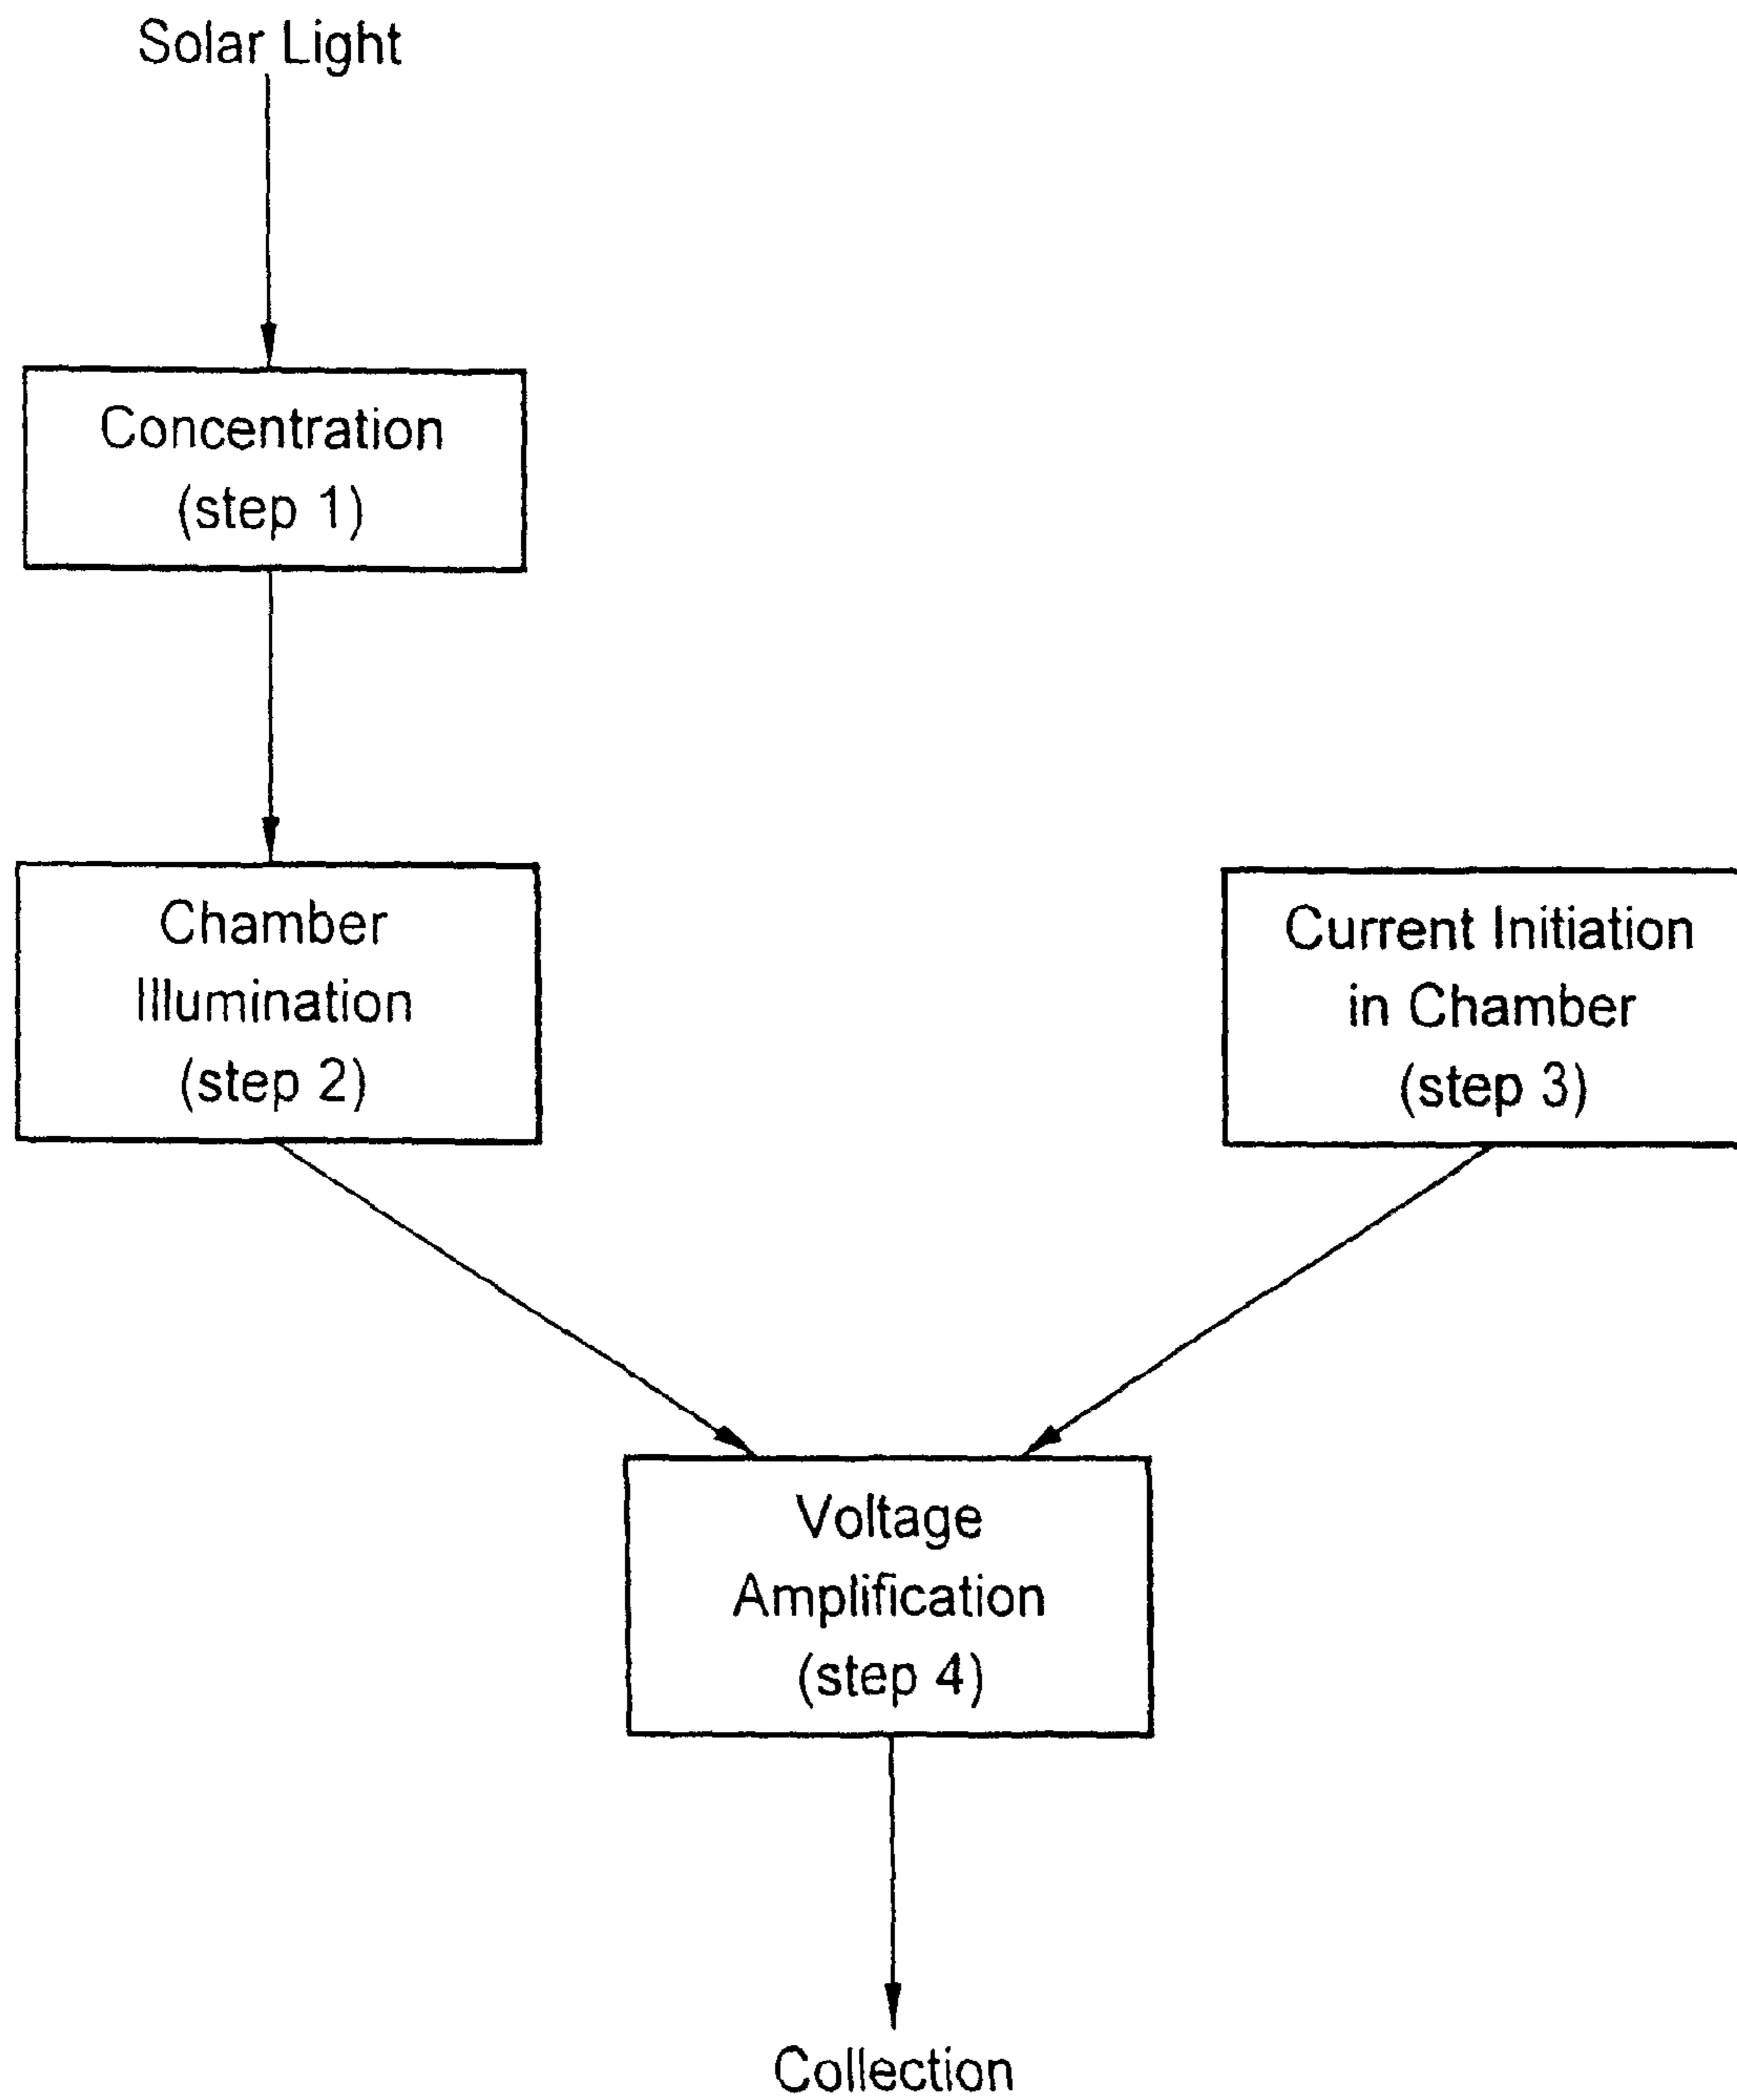 Solar Light
Concentration
(step 1)
Chamber
Illumination
(step 2)
Current Initiation
in Chamber
(step 3)
Voltage
Amplification
(step 4)
Collection